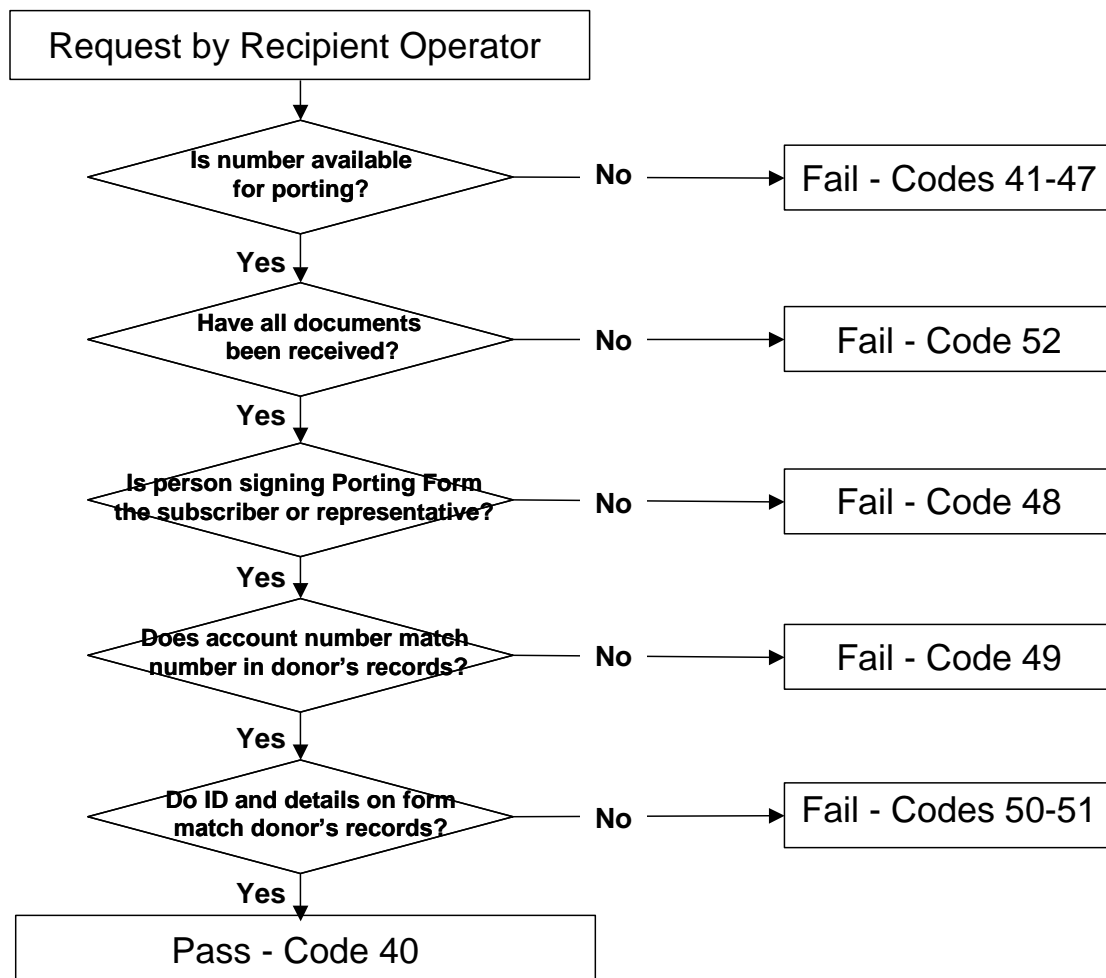 Request by Recipient Operator
Is number available
for porting?
No
Fail - Codes 41-47
Yes
Have all documents
been received?
No
Fail - Code 52
Yes
Is person signing Porting Form
the subscriber or representative?
No
Fail - Code 48
Yes
Does account number match
number in donor's records?
No
Fail - Code 49
Yes
Do ID and details on form
match donor's records?
No
Fail - Codes 50-51
Yes
Pass - Code 40